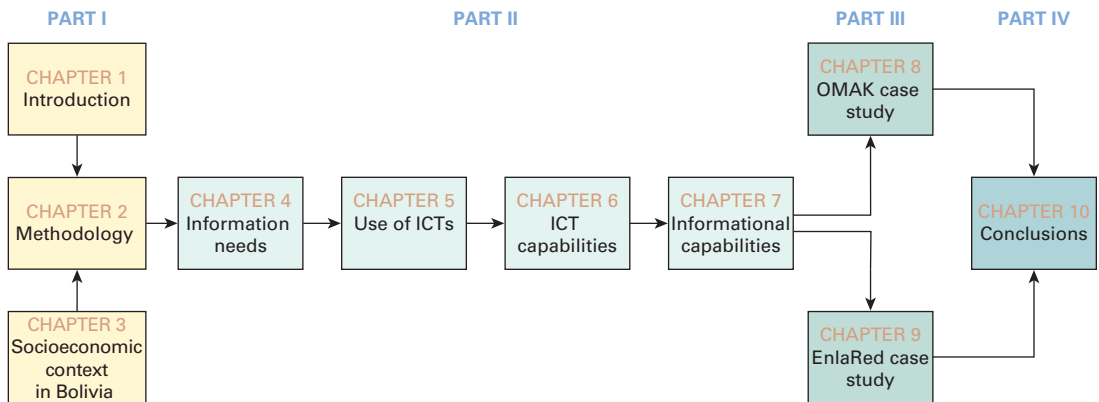 PART I
PART II
PART III
PART IV
CHAPTER 1
Introduction
CHAPTER 2
Methodology
CHAPTER 3
Socioeconomic
context
in Bolivia
CHAPTER 4
Information
needs
CHAPTER 5
Use of ICTs
CHAPTER 6
ICT
capabilities
CHAPTER 7
Informational
capabilities
CHAPTER 8
OMAK case
study
CHAPTER 9
EnlaRed case
study
CHAPTER 10
Conclusions